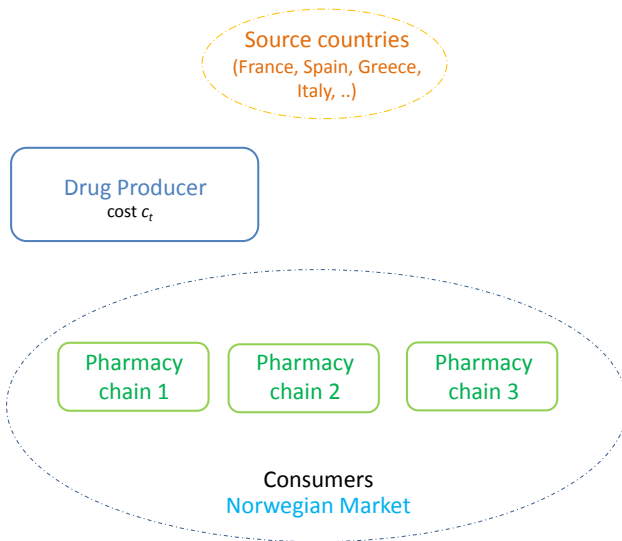 Source countries
(France, Spain, Greece,
Italy, ..)
Drug Producer
cost cₜ
Pharmacy
chain 1
Pharmacy
chain 2
Pharmacy
chain 3
Consumers
Norwegian Market